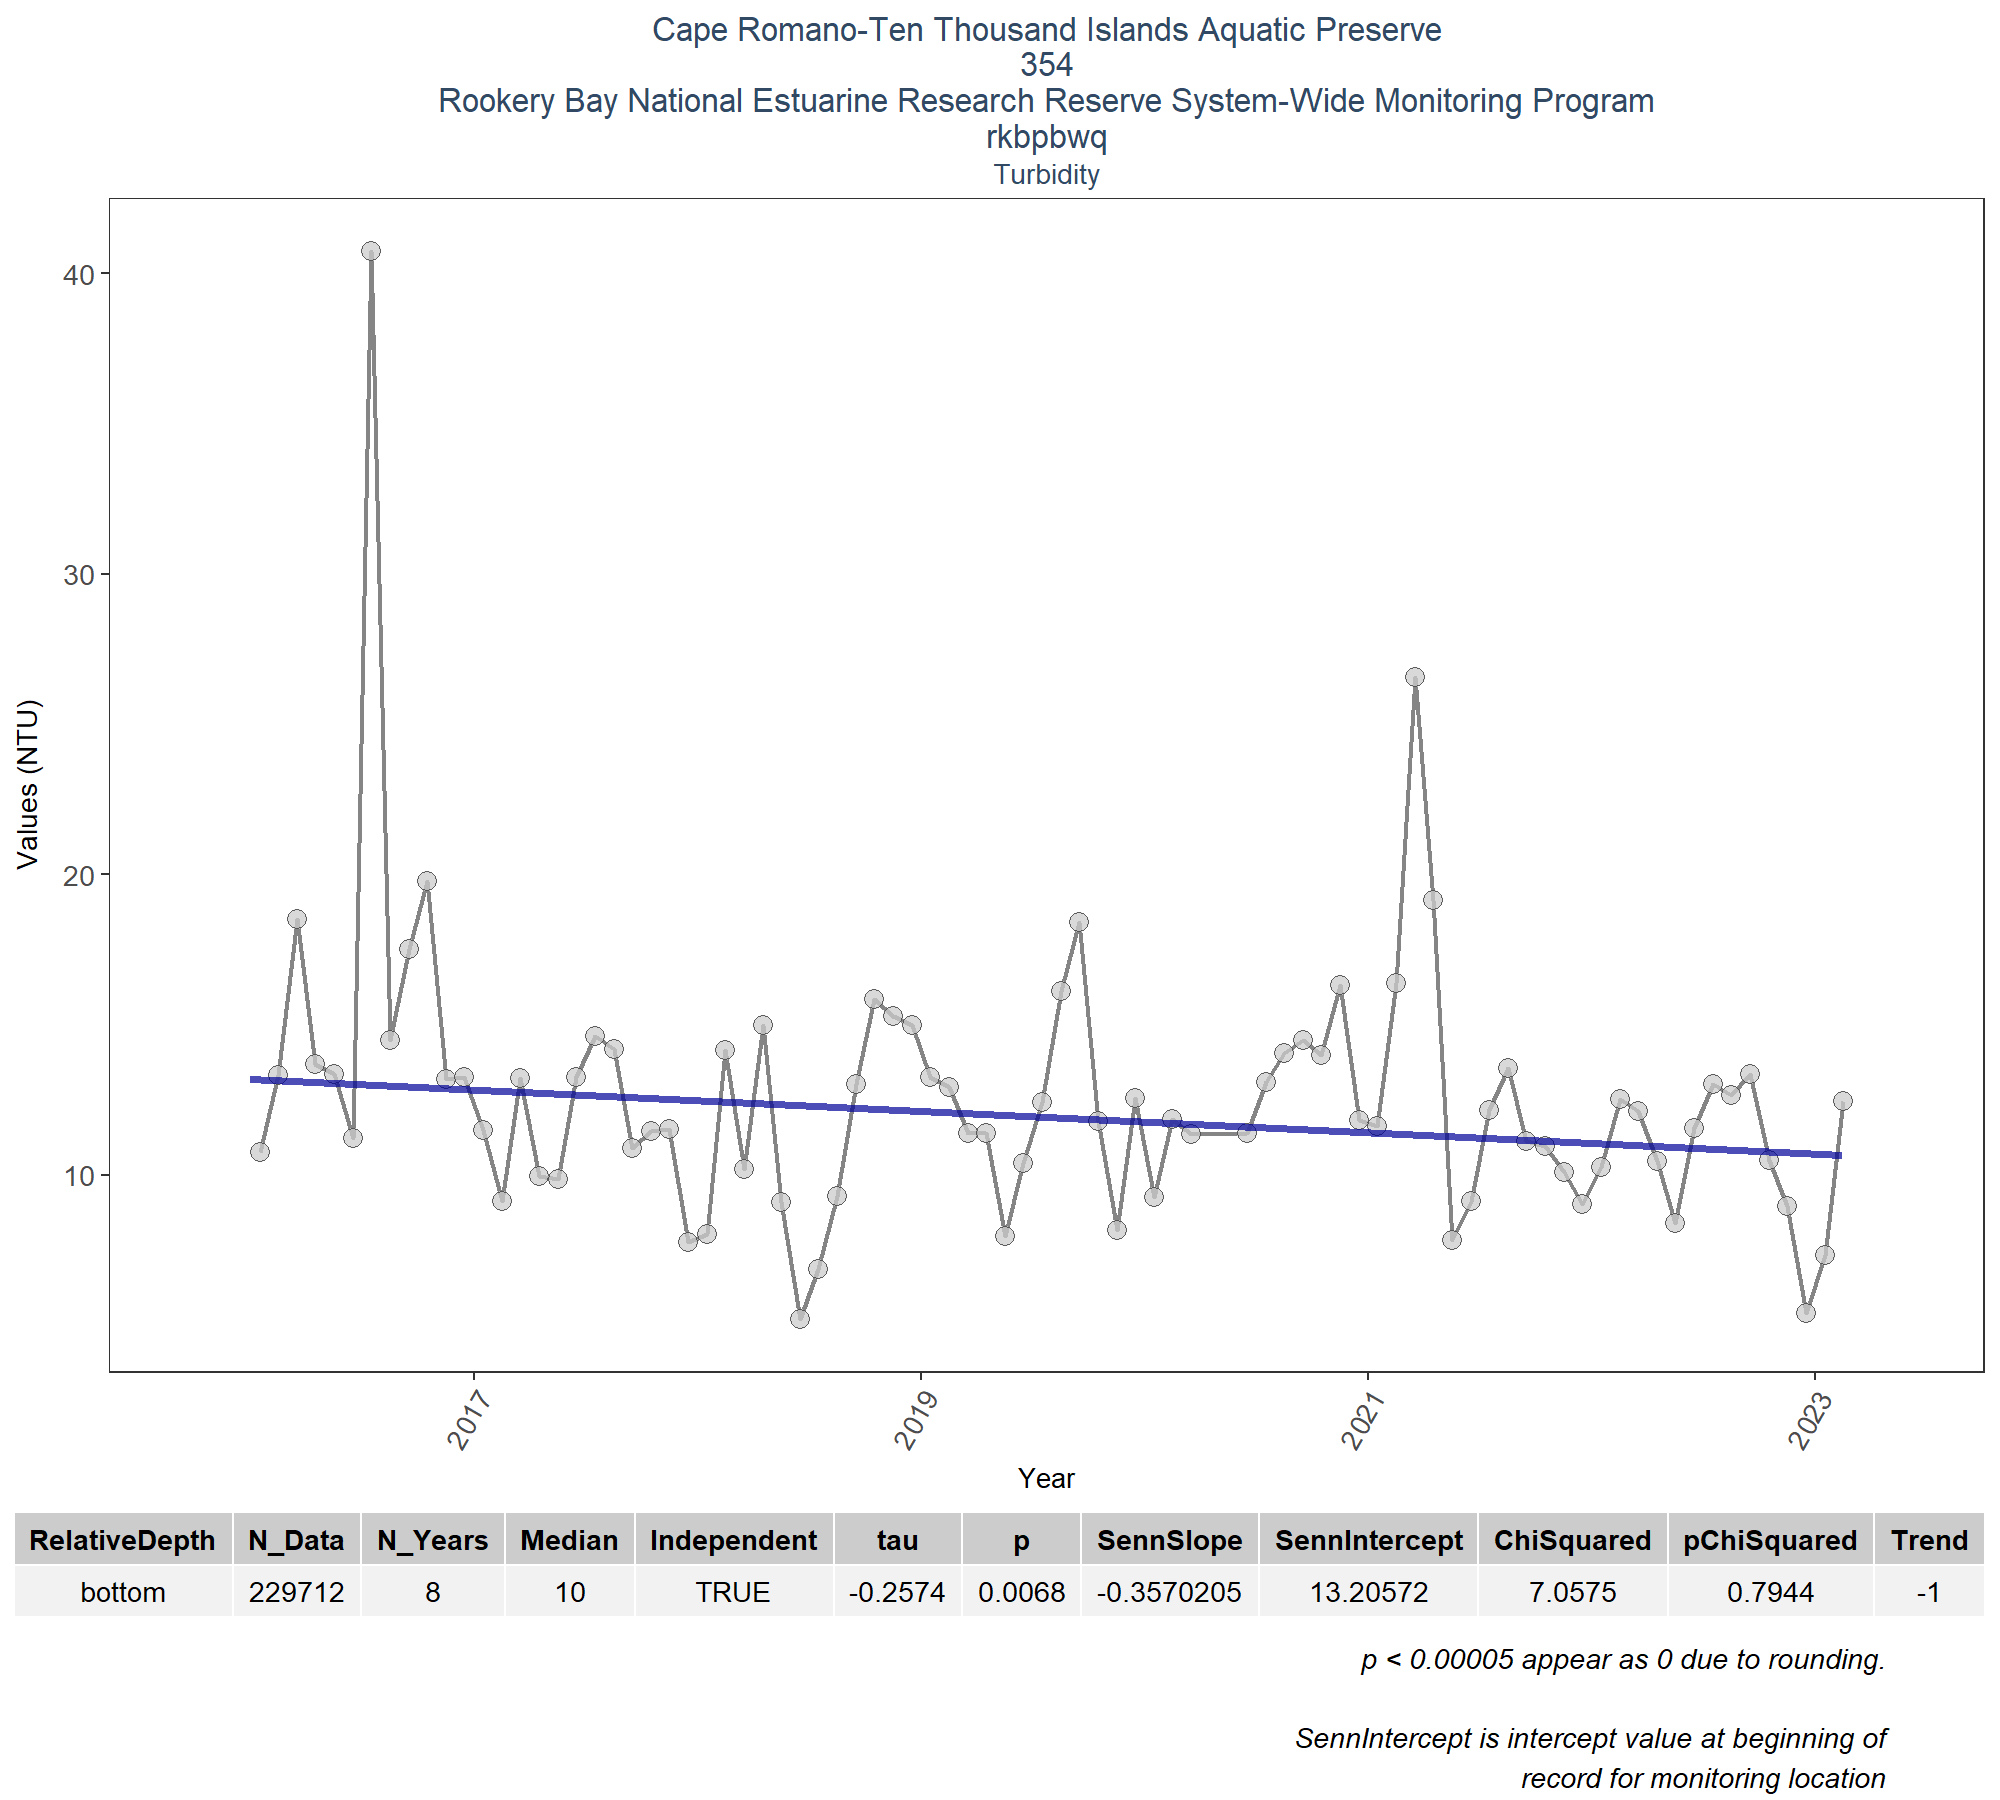 Cape Romano-Ten Thousand Islands Aquatic Preserve
354
Rookery Bay National Estuarine Research Reserve System-Wide Monitoring Program
rkbpbwq
Turbidity
Values (NTU)
40
30
20
10
2017
2019
2021
2023
Year
RelativeDepth N_Data N_Years Median Independent tau p SennSlope SennIntercept ChiSquared pChiSquared Trend
bottom 229712 8 10 TRUE -0.2574 0.0068 -0.3570205 13.20572 7.0575 0.7944 -1
p < 0.00005 appear as 0 due to rounding.
SennIntercept is intercept value at beginning of
record for monitoring location